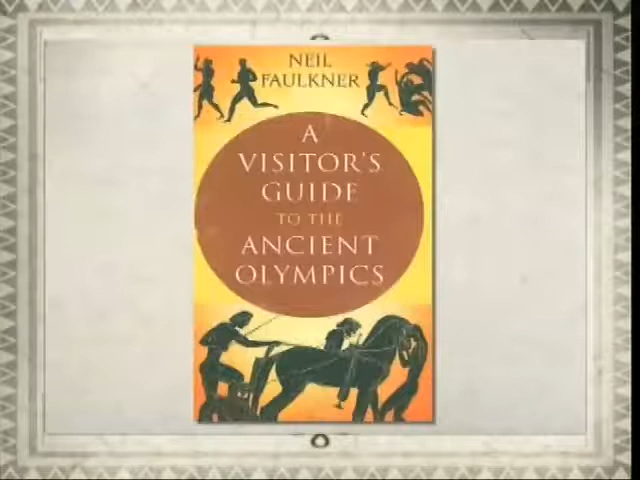 NEIL
FAULKNER
A
VISITOR'S
GUIDE
TO THE
ANCIENT
OLYMPICS